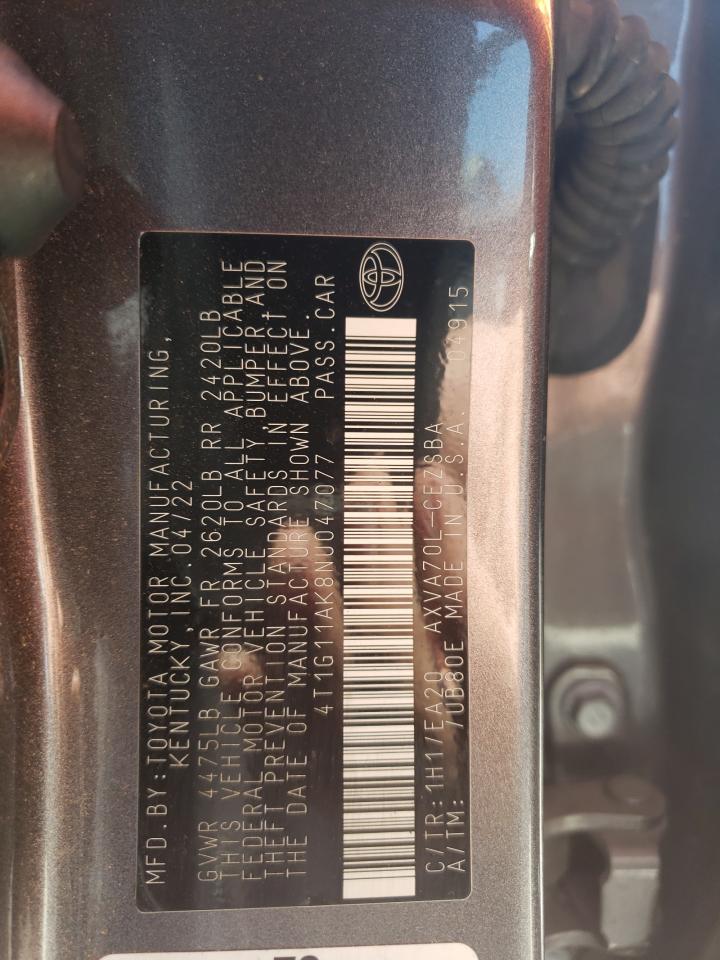 MFD.BY:TOYOTA MOTOR MANUFACTURING,
KENTUCKY,INC.04/22
GVWR 4475LB GAWR FR 2620LB RR 2420LB
THIS VEHICLE CONFORMS TO ALL APPLICABLE
FEDERAL MOTOR VEHICLE SAFETY,BUMPER,AND
THEFT PREVENTION STANDARDS IN EFFECT ON
THE DATE OF MANUFACTURE SHOWN ABOVE.
4T1G11AK8NU047077 PASS.CAR
C/TR:1H17EA20 AXVA70L-CEZSBA
A/TM: /UB80E MADE IN U.S.A. 04915